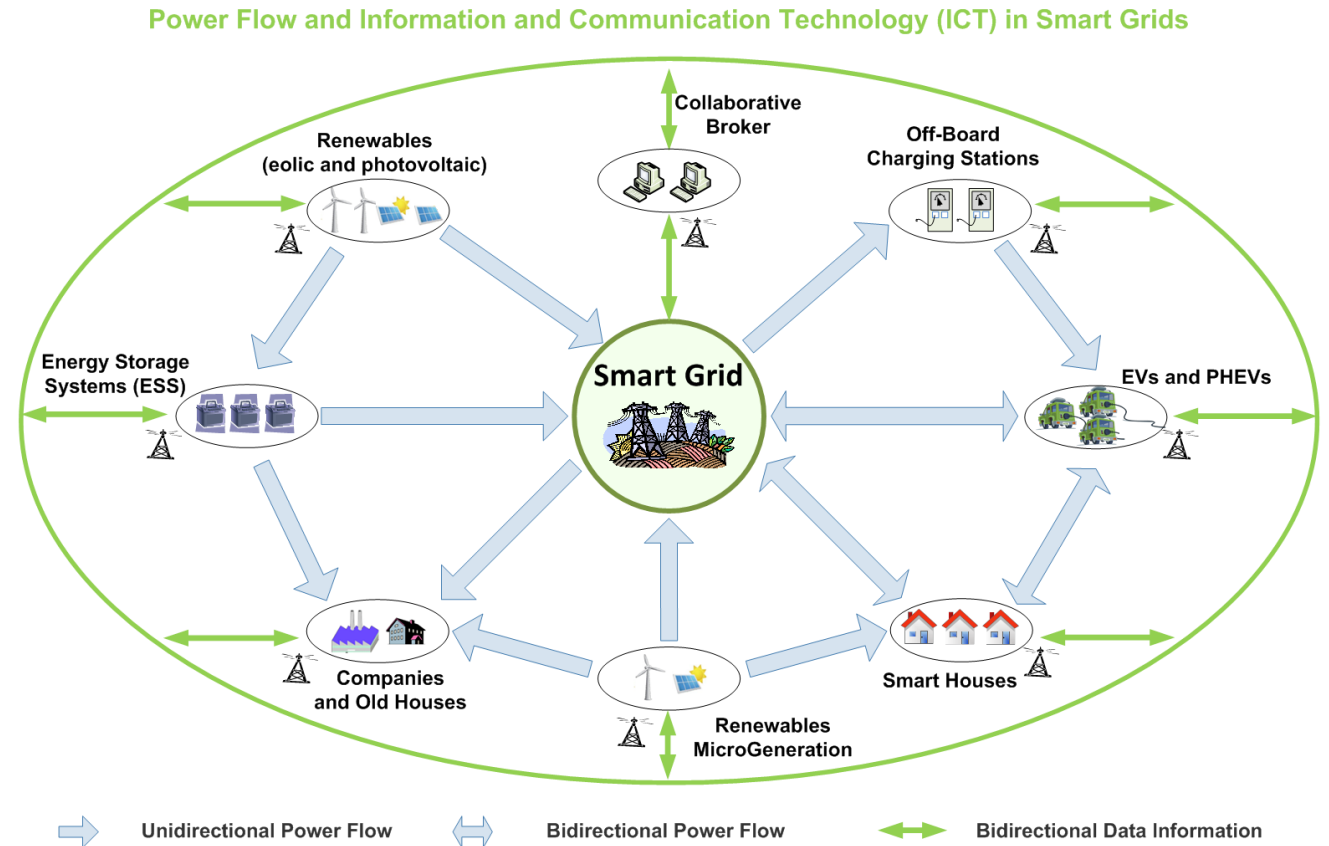 Power Flow and Information and Communication Technology (ICT) in Smart Grids
Collaborative
Broker
Renewables
(eolic and photovoltaic)
Off-Board
Charging Stations
Energy Storage
Systems (ESS)
Smart Grid
EVs and PHEVs
Companies
and Old Houses
Smart Houses
Renewables
MicroGeneration
Unidirectional Power Flow
Bidirectional Power Flow
Bidirectional Data Information